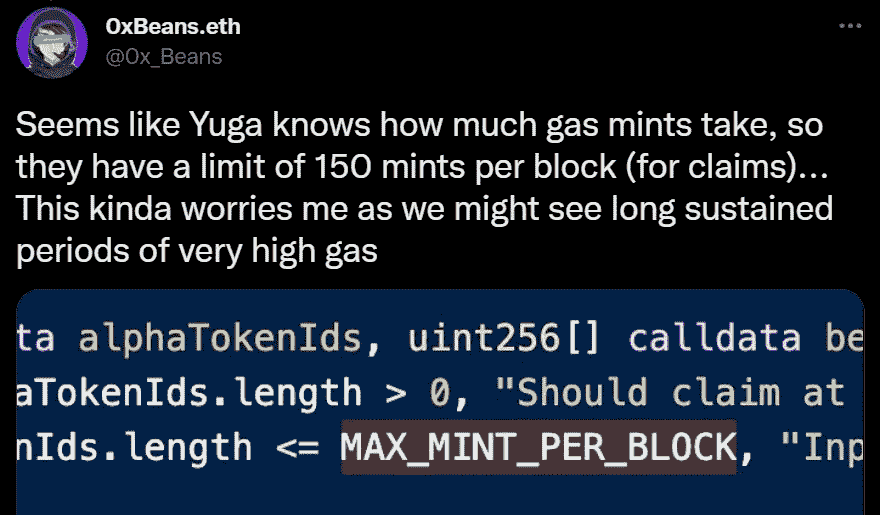 0xBeans.eth
@0x_Beans
Seems like Yuga knows how much gas mints take, so
they have a limit of 150 mints per block (for claims)...
This kinda worries me as we might see long sustained
periods of very high gas
ta alphaTokenIds, uint256[] calldata be
aTokenIds.length > 0, "Should claim at
nIds.length <= MAX_MINT_PER_BLOCK, "Inp